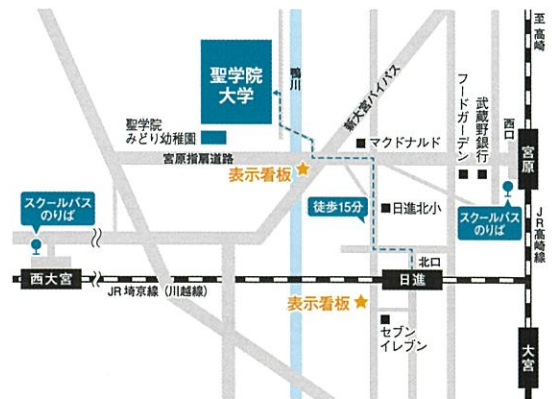 至高崎
JR高崎線
聖学院
大学
鴨川
新大宮バイパス
フードガーデン
武蔵野銀行
西口
宮原
聖学院
みどり幼稚園
マクドナルド
宮原指扇道路
表示看板
スクールバス
のりば
徒歩15分
日進北小
スクールバス
のりば
北口
西大宮
日進
JR埼京線(川越線)
表示看板
セブン
イレブン
大宮